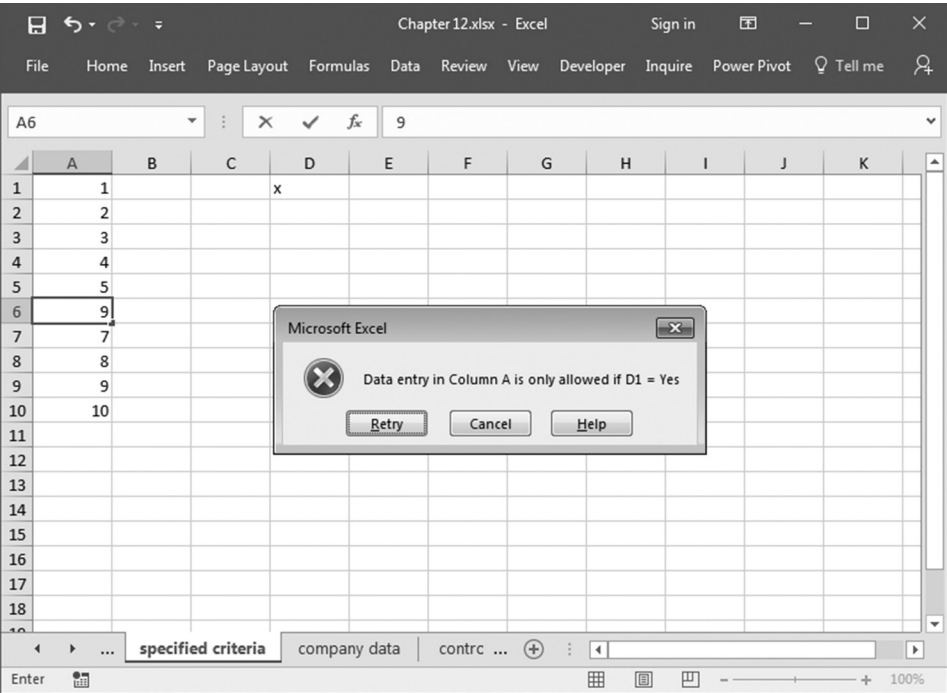 Chapter 12.xlsx - Excel Sign in
File Home Insert Page Layout Formulas Data Review View Developer Inquire Power Pivot Tell me
A6 fx 9
A B C D E F G H I J K
1 1 x
2 2
3 3
4 4
5 5
6 9
7 7
8 8
9 9
10 10
11
12
13
14
15
16
17
18
19
Microsoft Excel
Data entry in Column A is only allowed if D1 = Yes
Retry Cancel Help
... specified criteria company data contrc ...
Enter 100%